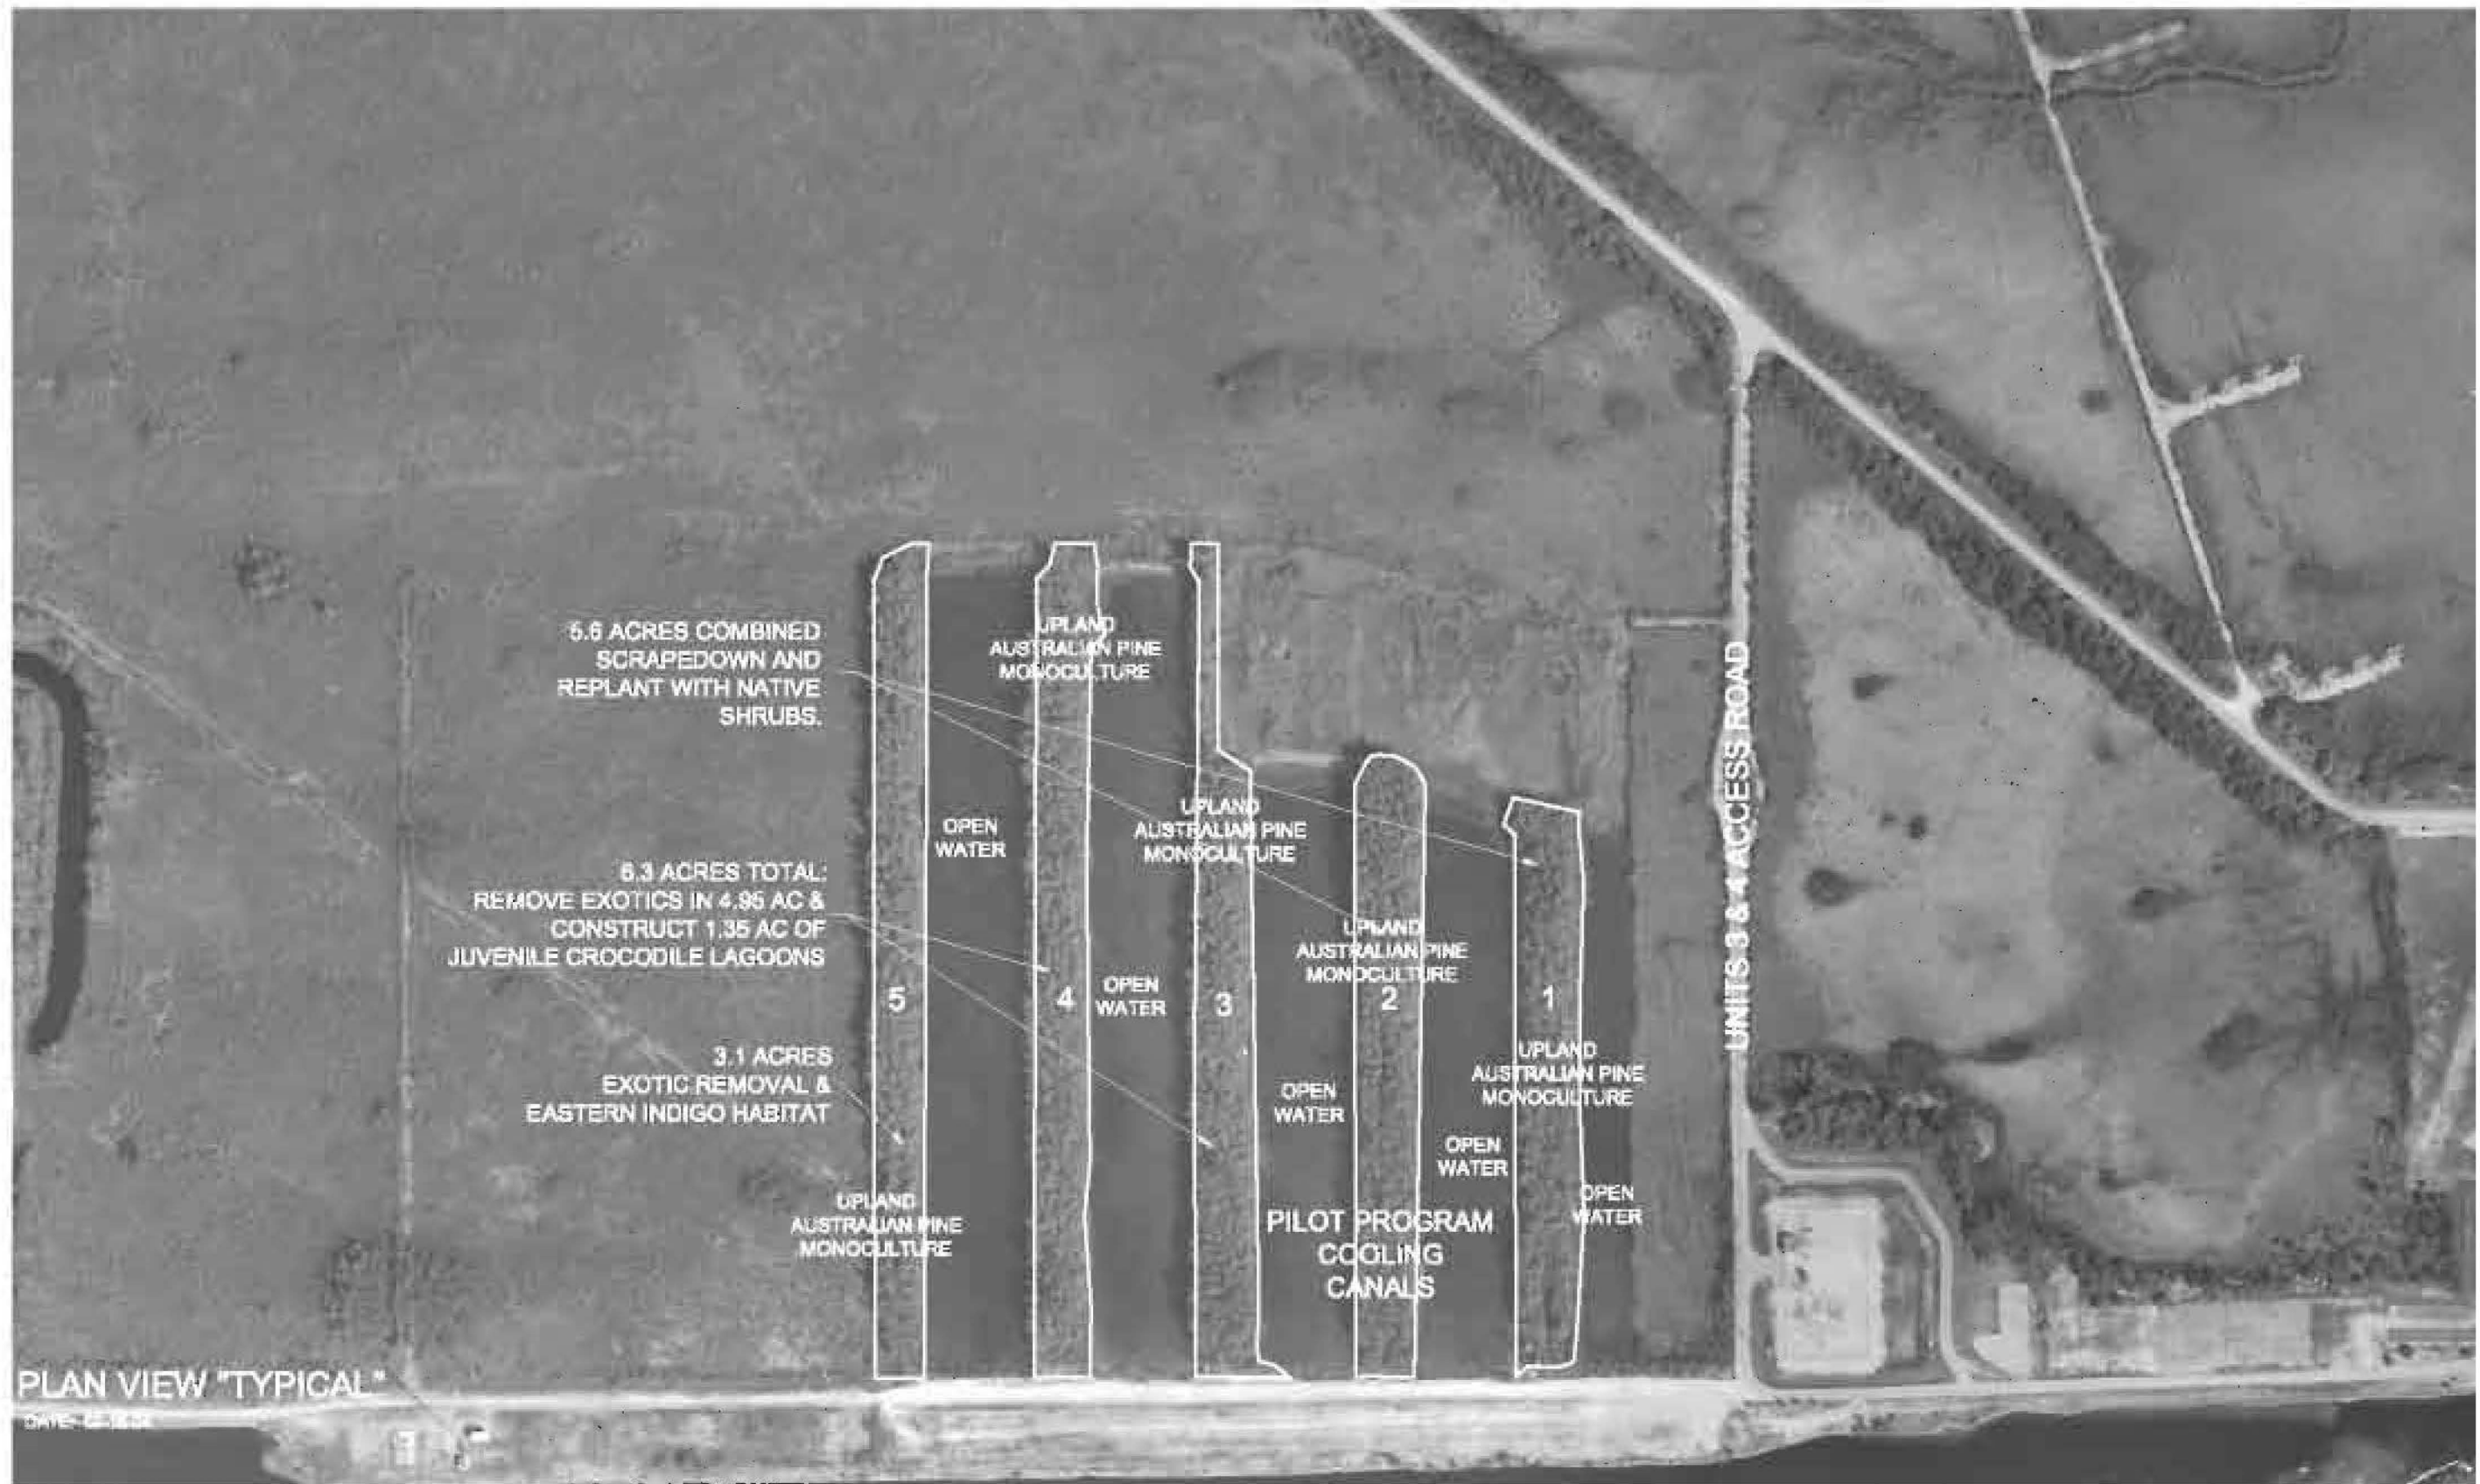 UPLAND
AUSTRALIAN PINE
MONOCULTURE
5.6 ACRES COMBINED
SCRAPEDOWN AND
REPLANT WITH NATIVE
SHRUBS.
OPEN
WATER
UPLAND
AUSTRALIAN PINE
MONOCULTURE
UNITS 3 & 4 ACCESS ROAD
6.3 ACRES TOTAL:
REMOVE EXOTICS IN 4.95 AC &
CONSTRUCT 1.35 AC OF
JUVENILE CROCODILE LAGOONS
UPLAND
AUSTRALIAN PINE
MONOCULTURE
OPEN
WATER
5
4
3
2
1
3.1 ACRES
EXOTIC REMOVAL &
EASTERN INDIGO HABITAT
UPLAND
AUSTRALIAN PINE
MONOCULTURE
OPEN
WATER
OPEN
WATER
OPEN
WATER
UPLAND
AUSTRALIAN PINE
MONOCULTURE
PILOT PROGRAM
COOLING
CANALS
PLAN VIEW "TYPICAL"
DATE: